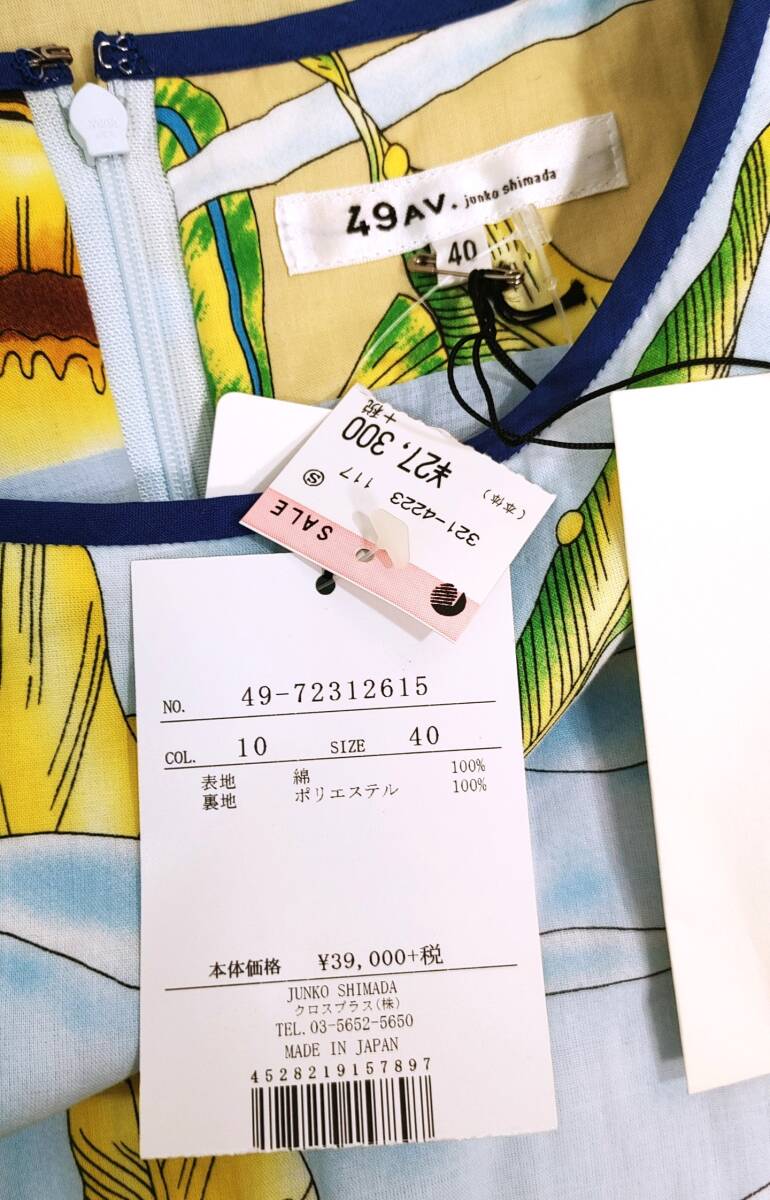 49AV. junko shimada
40
SALE
321-4223 117 Ⓢ
(本体)
¥27,300
+税
NO. 49-72312615
COL. 10 SIZE 40
表地 綿 100%
裏地 ポリエステル 100%
本体価格 ¥39,000+税
JUNKO SHIMADA
クロスプラス(株)
TEL.03-5652-5650
MADE IN JAPAN
4528219157897